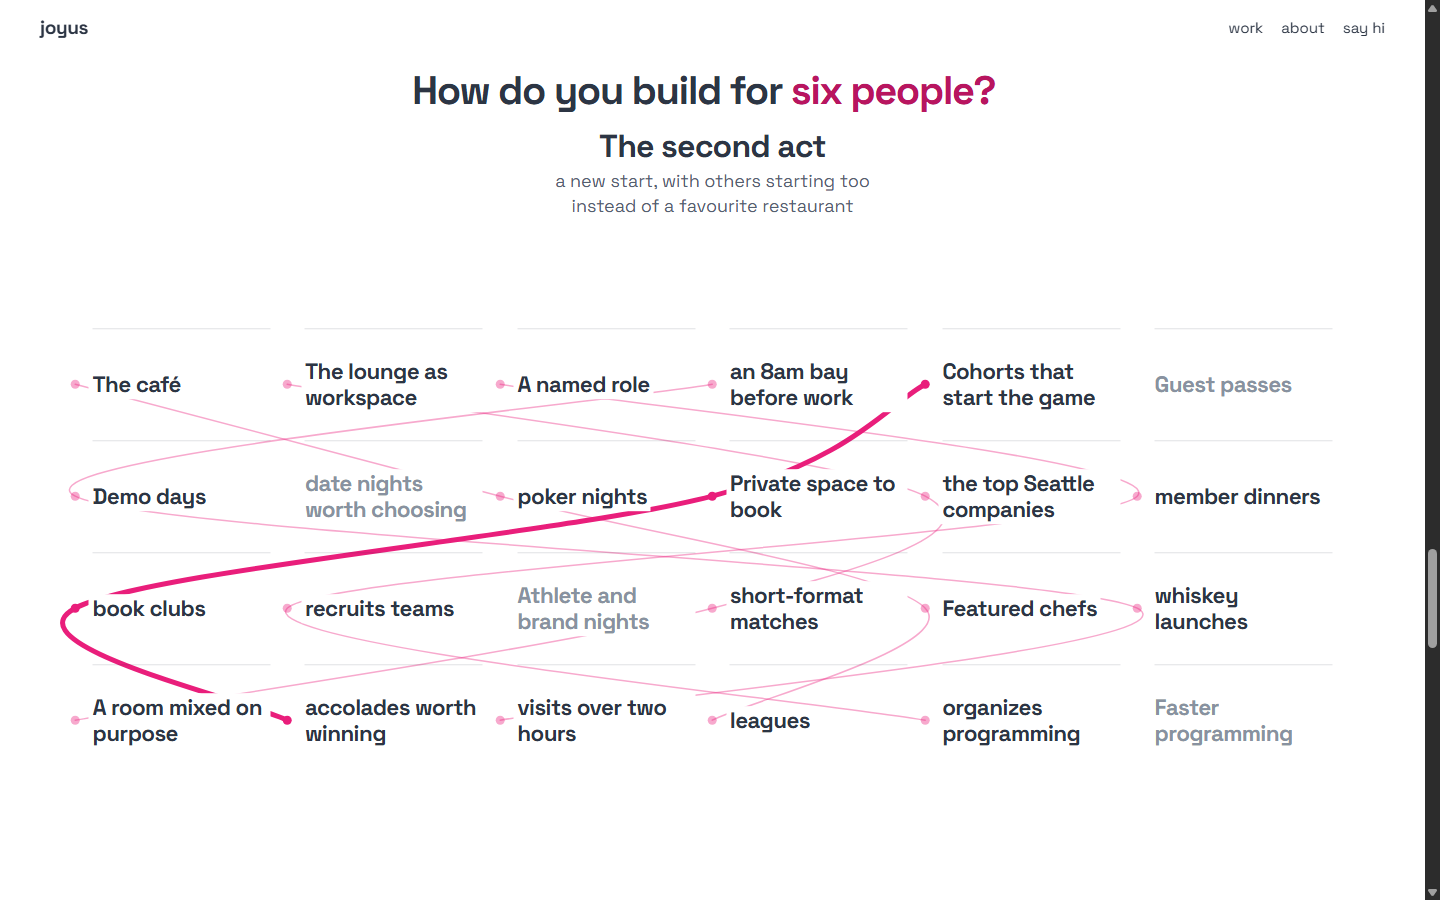 joyus
work about say hi
How do you build for six people?
The second act
a new start, with others starting too
instead of a favourite restaurant
The café
The lounge as
workspace
A named role
an 8am bay
before work
Cohorts that
start the game
Guest passes
Demo days
date nights
worth choosing
poker nights
Private space to
book
the top Seattle
companies
member dinners
book clubs
recruits teams
Athlete and
brand nights
short-format
matches
Featured chefs
whiskey
launches
A room mixed on
purpose
accolades worth
winning
visits over two
hours
leagues
organizes
programming
Faster
programming